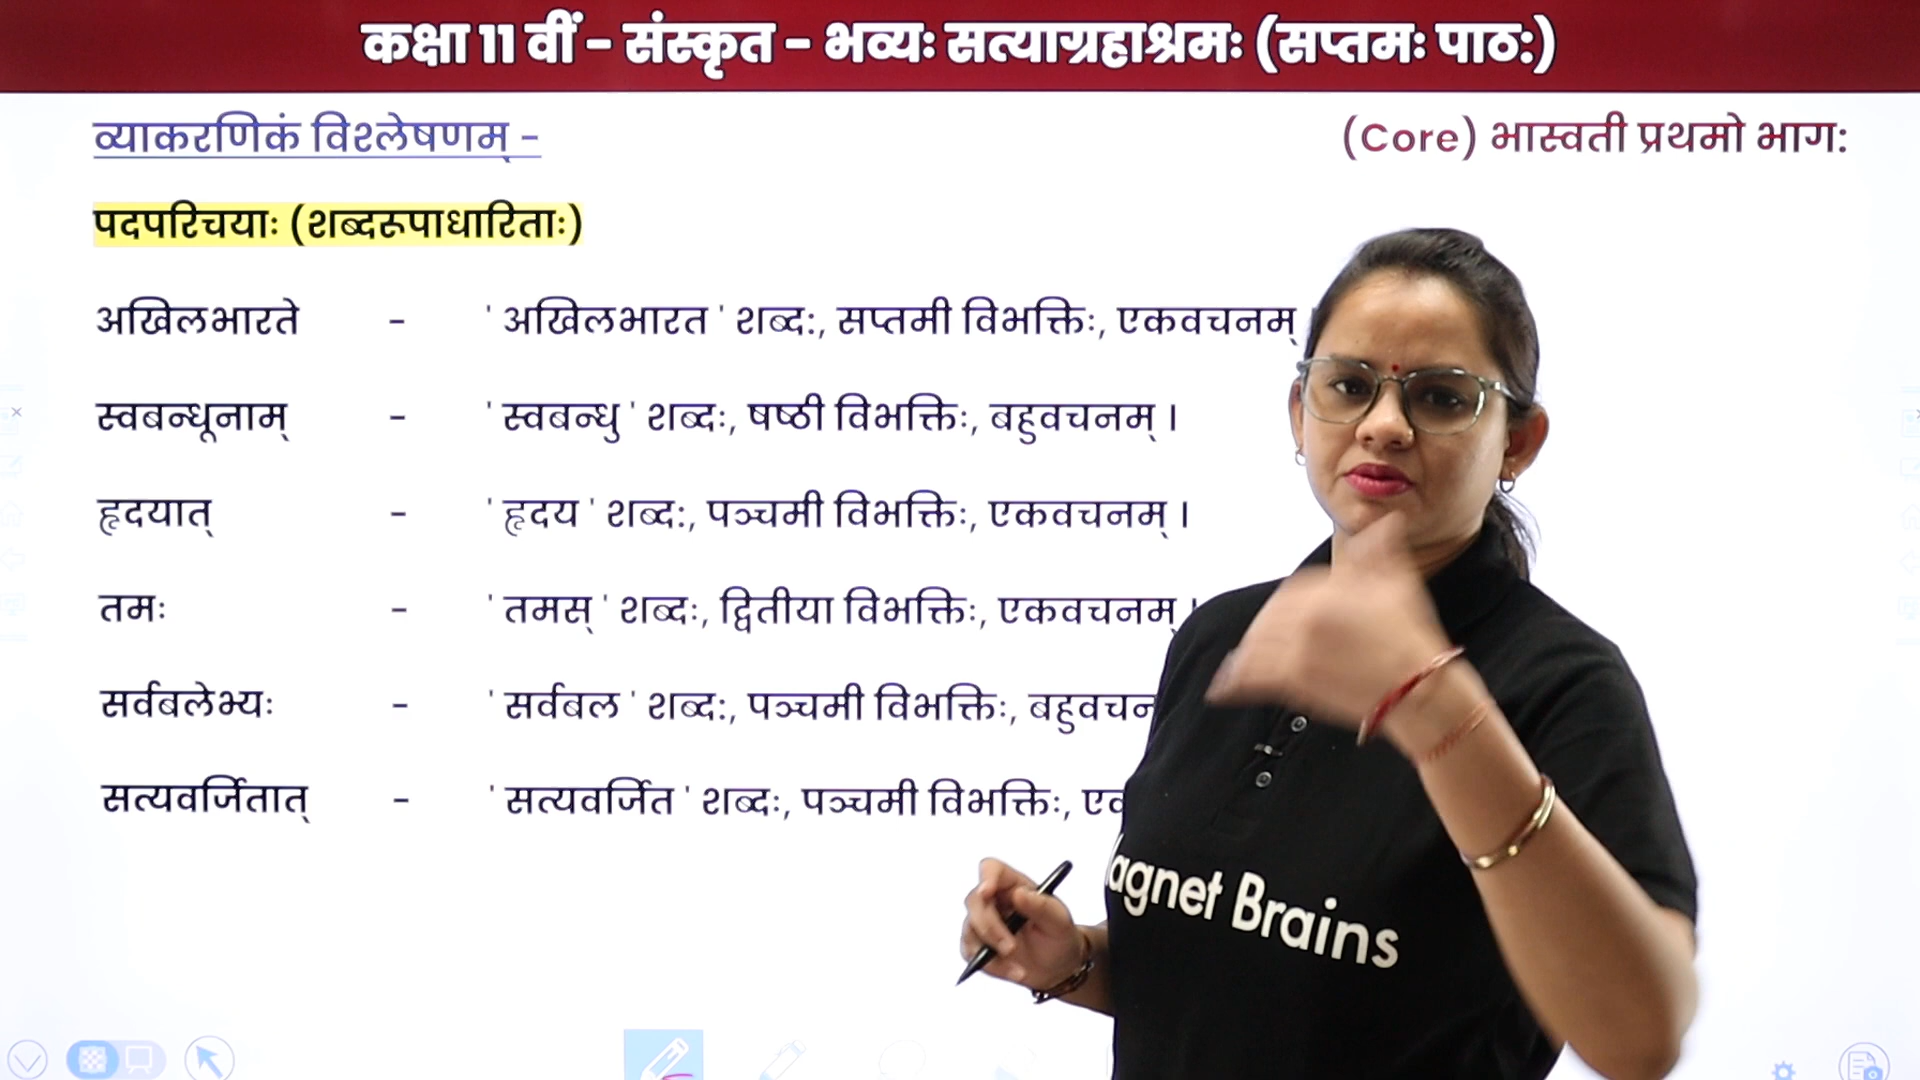 कक्षा 11 वीं - संस्कृत - भव्यः सत्याग्रहाश्रमः (सप्तमः पाठः)
व्याकरणिकं विश्लेषणम् -
(Core) भास्वती प्रथमो भागः
पदपरिचयाः (शब्दरूपाधारिताः)
अखिलभारते - ' अखिलभारत ' शब्दः, सप्तमी विभक्तिः, एकवचनम्
स्वबन्धूनाम् - ' स्वबन्धु ' शब्दः, षष्ठी विभक्तिः, बहुवचनम् ।
हृदयात् - ' हृदय ' शब्दः, पञ्चमी विभक्तिः, एकवचनम् ।
तमः - ' तमस् ' शब्दः, द्वितीया विभक्तिः, एकवचनम् ।
सर्वबलेभ्यः - ' सर्वबल ' शब्दः, पञ्चमी विभक्तिः,
सत्यवर्जितात् - ' सत्यवर्जित ' शब्दः, पञ्चमी विभक्तिः,
Brains